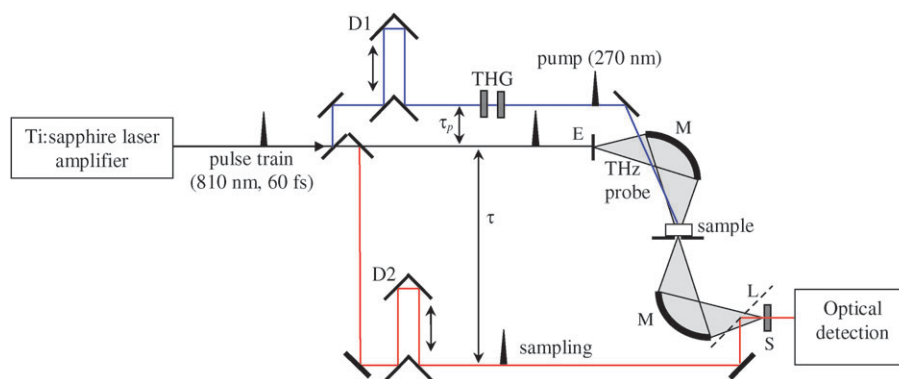 D1
THG
pump (270 nm)
Ti:sapphire laser
amplifier
pulse train
(810 nm, 60 fs)
τp
E
M
THz
probe
sample
τ
D2
sampling
M
L
S
Optical
detection